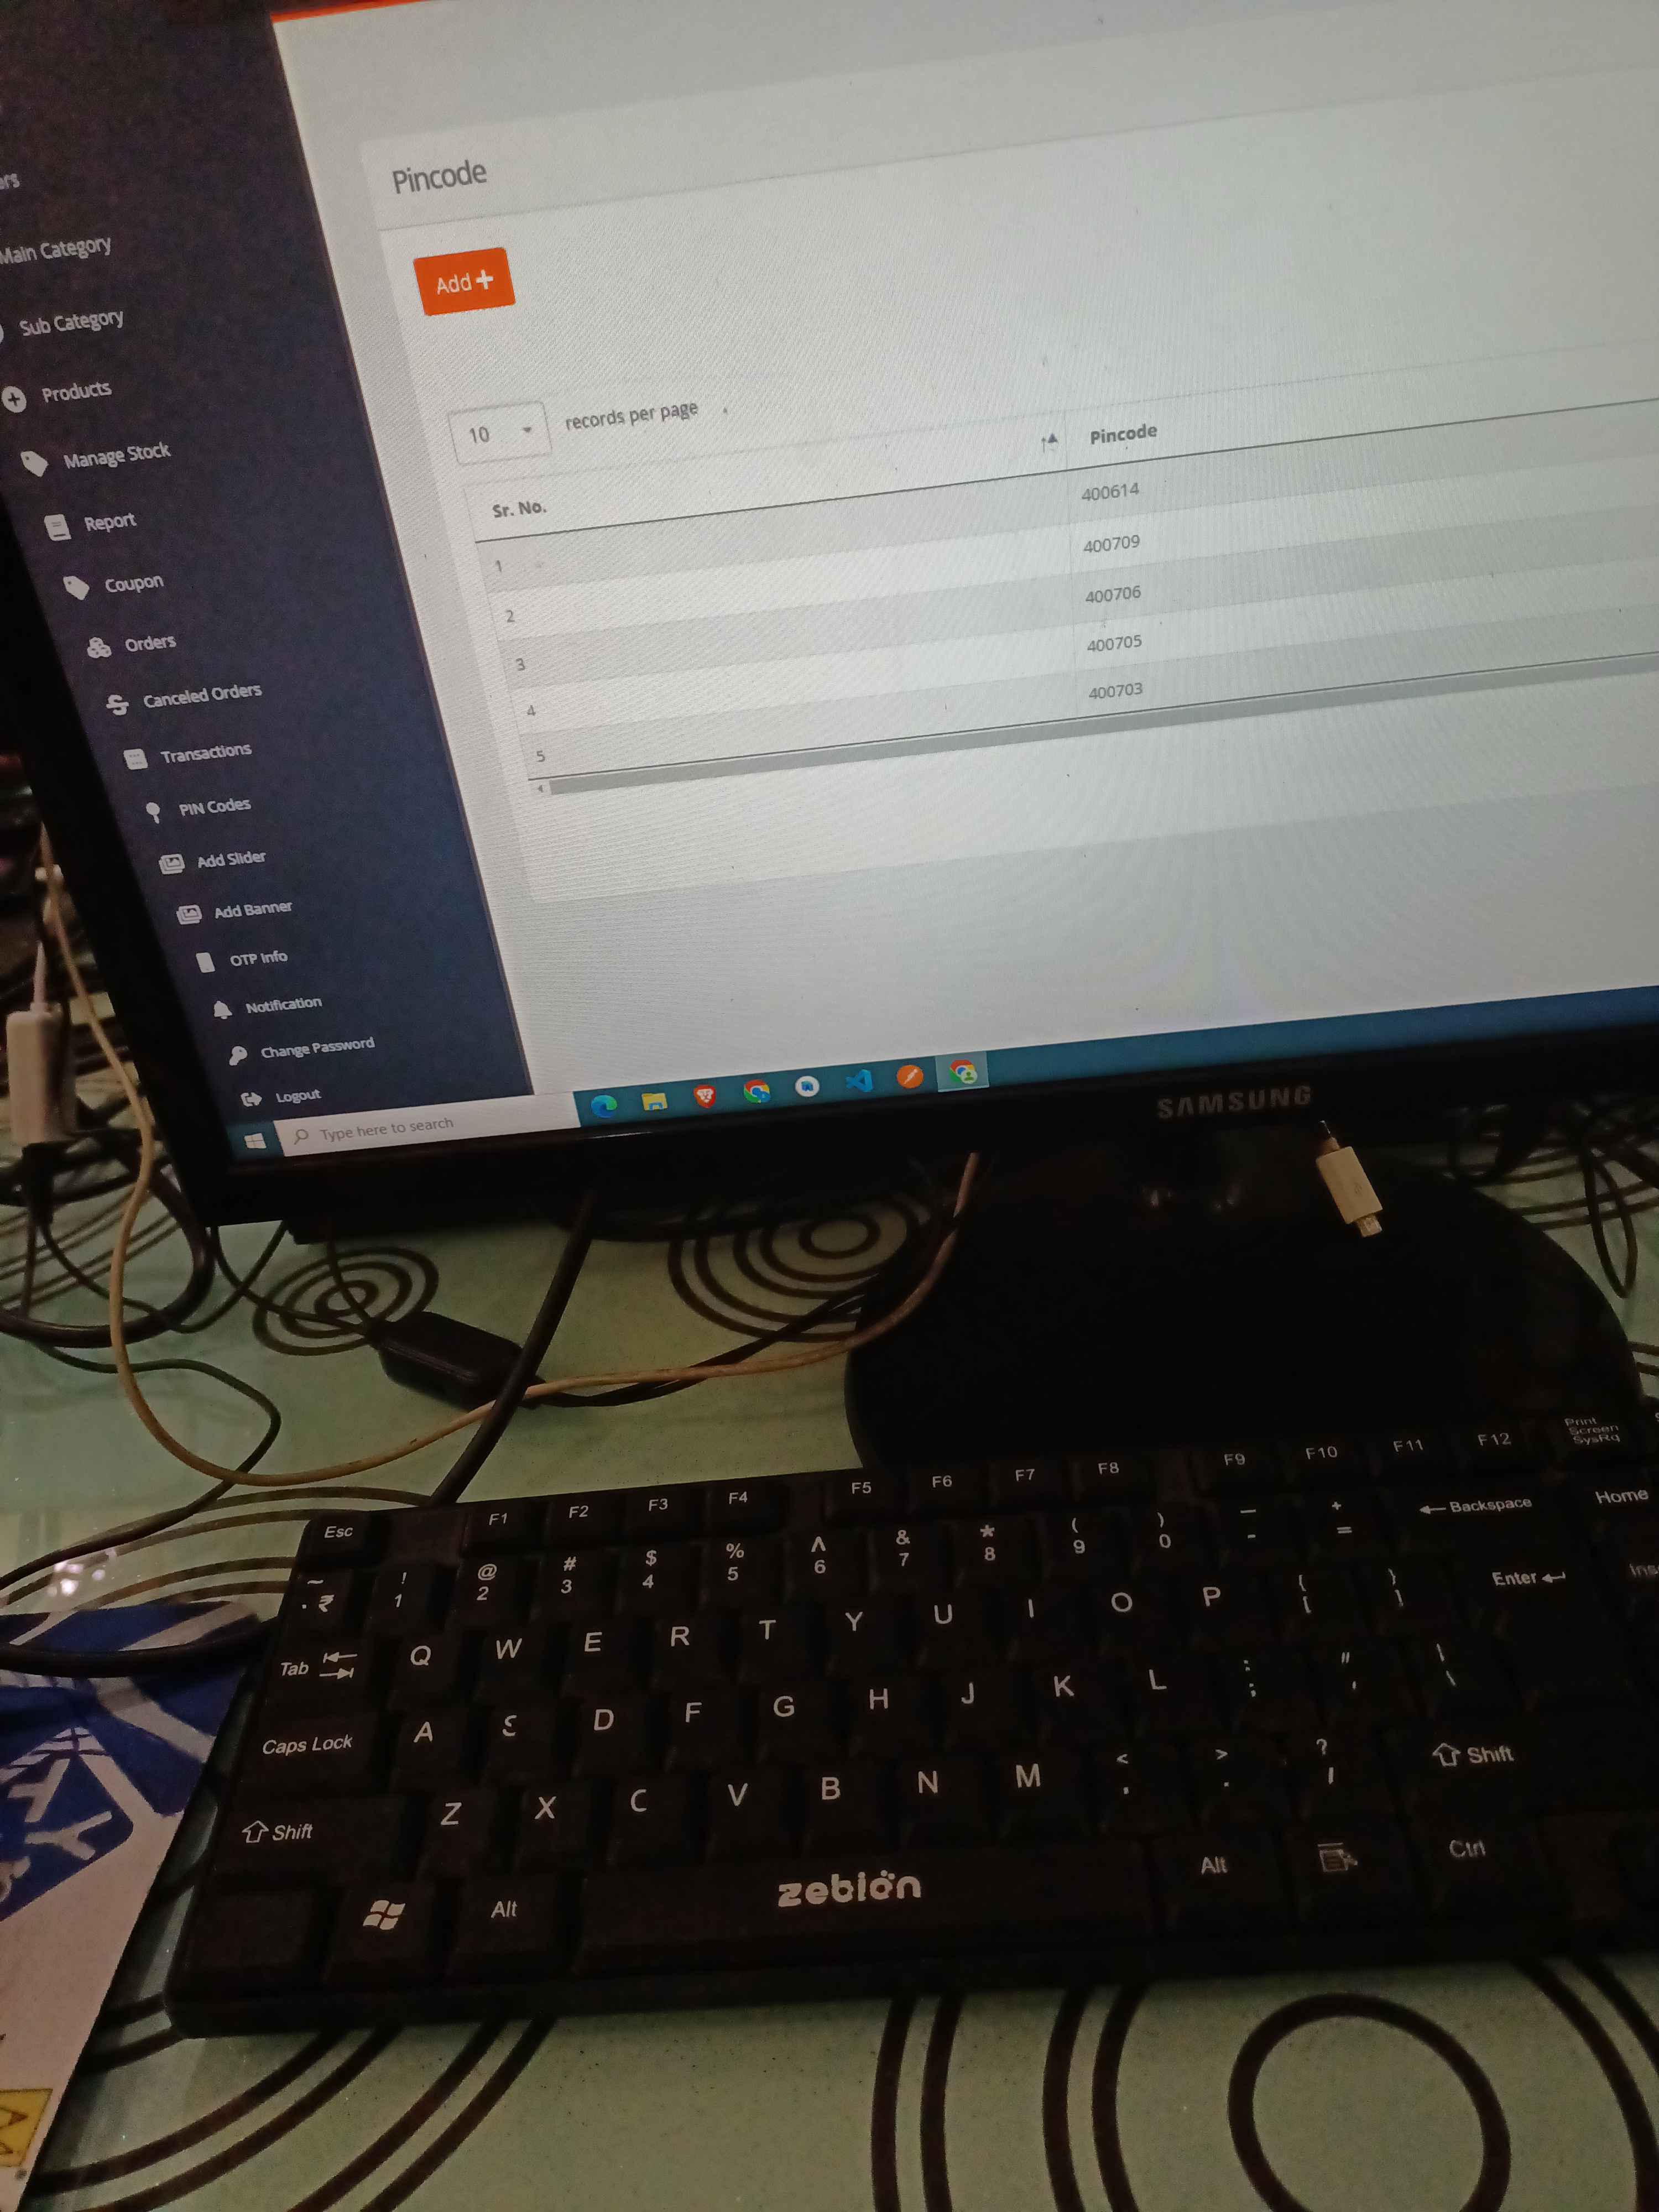 ers
Main Category
Sub Category
Products
Manage Stock
Report
Coupon
Orders
Canceled Orders
Transactions
PIN Codes
Add Slider
Add Banner
OTP Info
Notification
Change Password
Logout
Pincode
Add +
10 records per page
Sr. No. Pincode
1 400614
2 400709
3 400706
4 400705
5 400703
Type here to search
SAMSUNG
Esc F1 F2 F3 F4 F5 F6 F7 F8 F9 F10 F11 F12 Print Screen SysRq
~ ! @ # $ % ^ & * ( ) — +
. ₹ 1 2 3 4 5 6 7 8 9 0 - = Backspace Home
Tab Q W E R T Y U I O P { [ } ] Enter Ins
Caps Lock A S D F G H J K L : ; " ' | \
Shift Z X C V B N M < , > . ? / Shift
Alt zebion Alt Ctrl